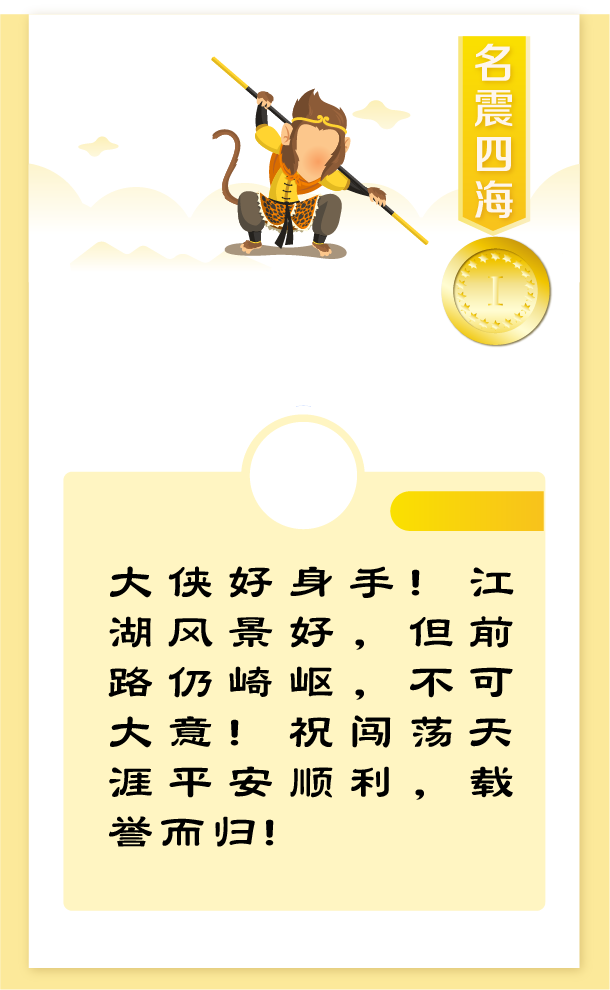 名震四海
I
大侠好身手！江
湖风景好，但前
路仍崎岖，不可
大意！祝闯荡天
涯平安顺利，载
誉而归！